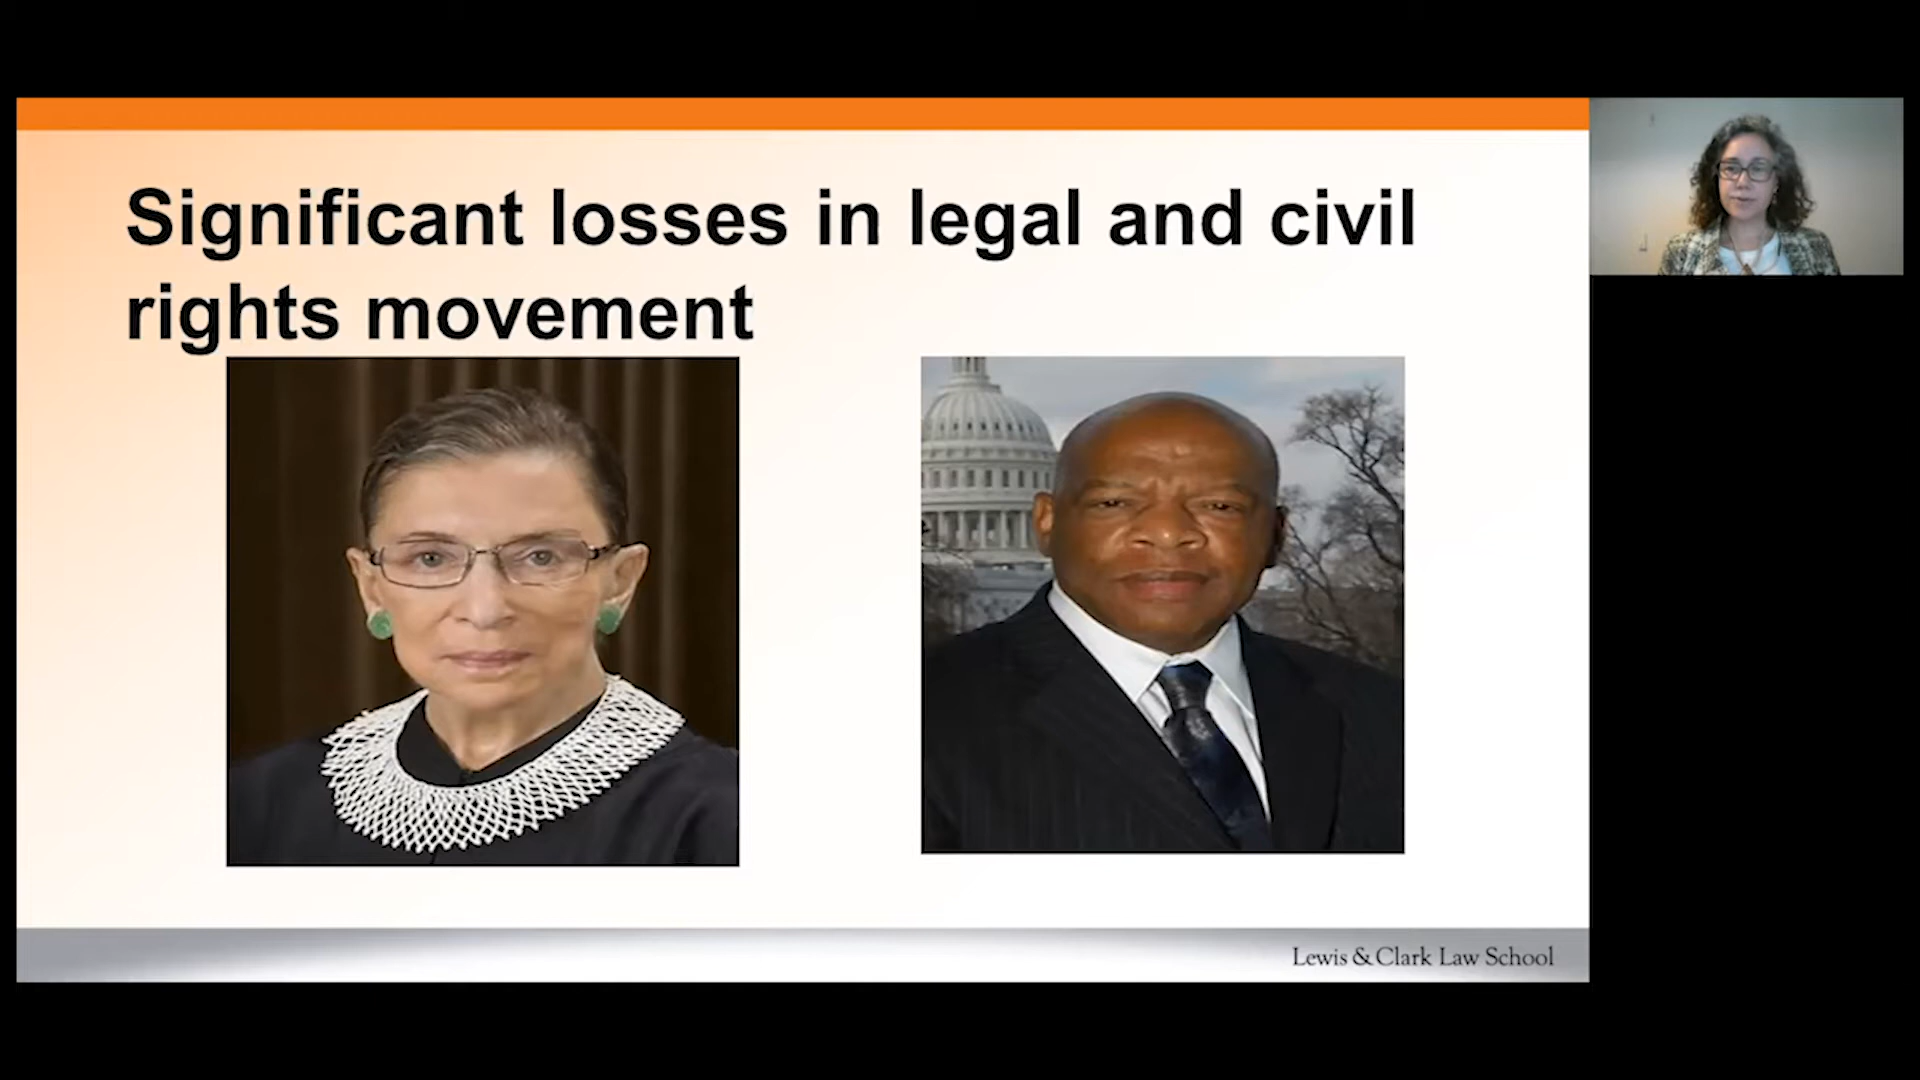 Significant losses in legal and civil
rights movement
Lewis & Clark Law School